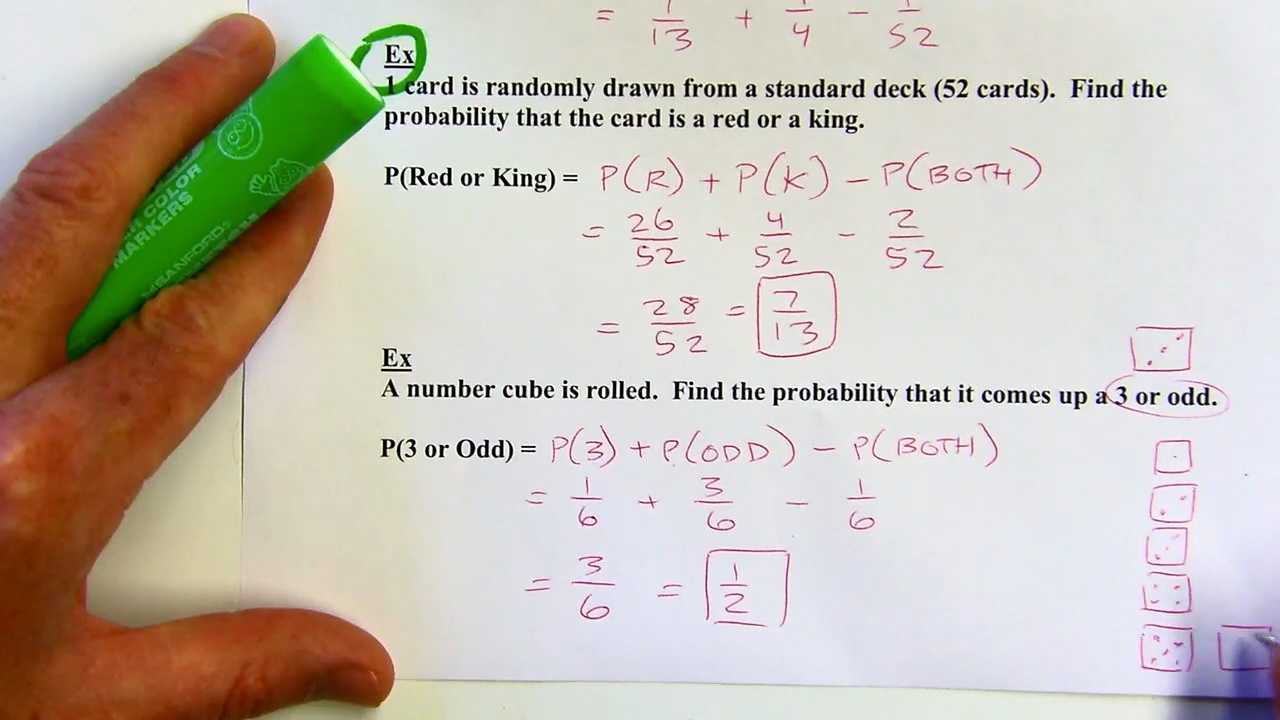 = 1/13 + 1/4 - 1/52
Ex
1 card is randomly drawn from a standard deck (52 cards). Find the
probability that the card is a red or a king.
P(Red or King) = P(R) + P(K) - P(BOTH)
= 26/52 + 4/52 - 2/52
= 28/52 = 7/13
Ex
A number cube is rolled. Find the probability that it comes up a 3 or odd.
P(3 or Odd) = P(3) + P(ODD) - P(BOTH)
= 1/6 + 3/6 - 1/6
= 3/6 = 1/2
COLOR
MARKERS
SANFORD